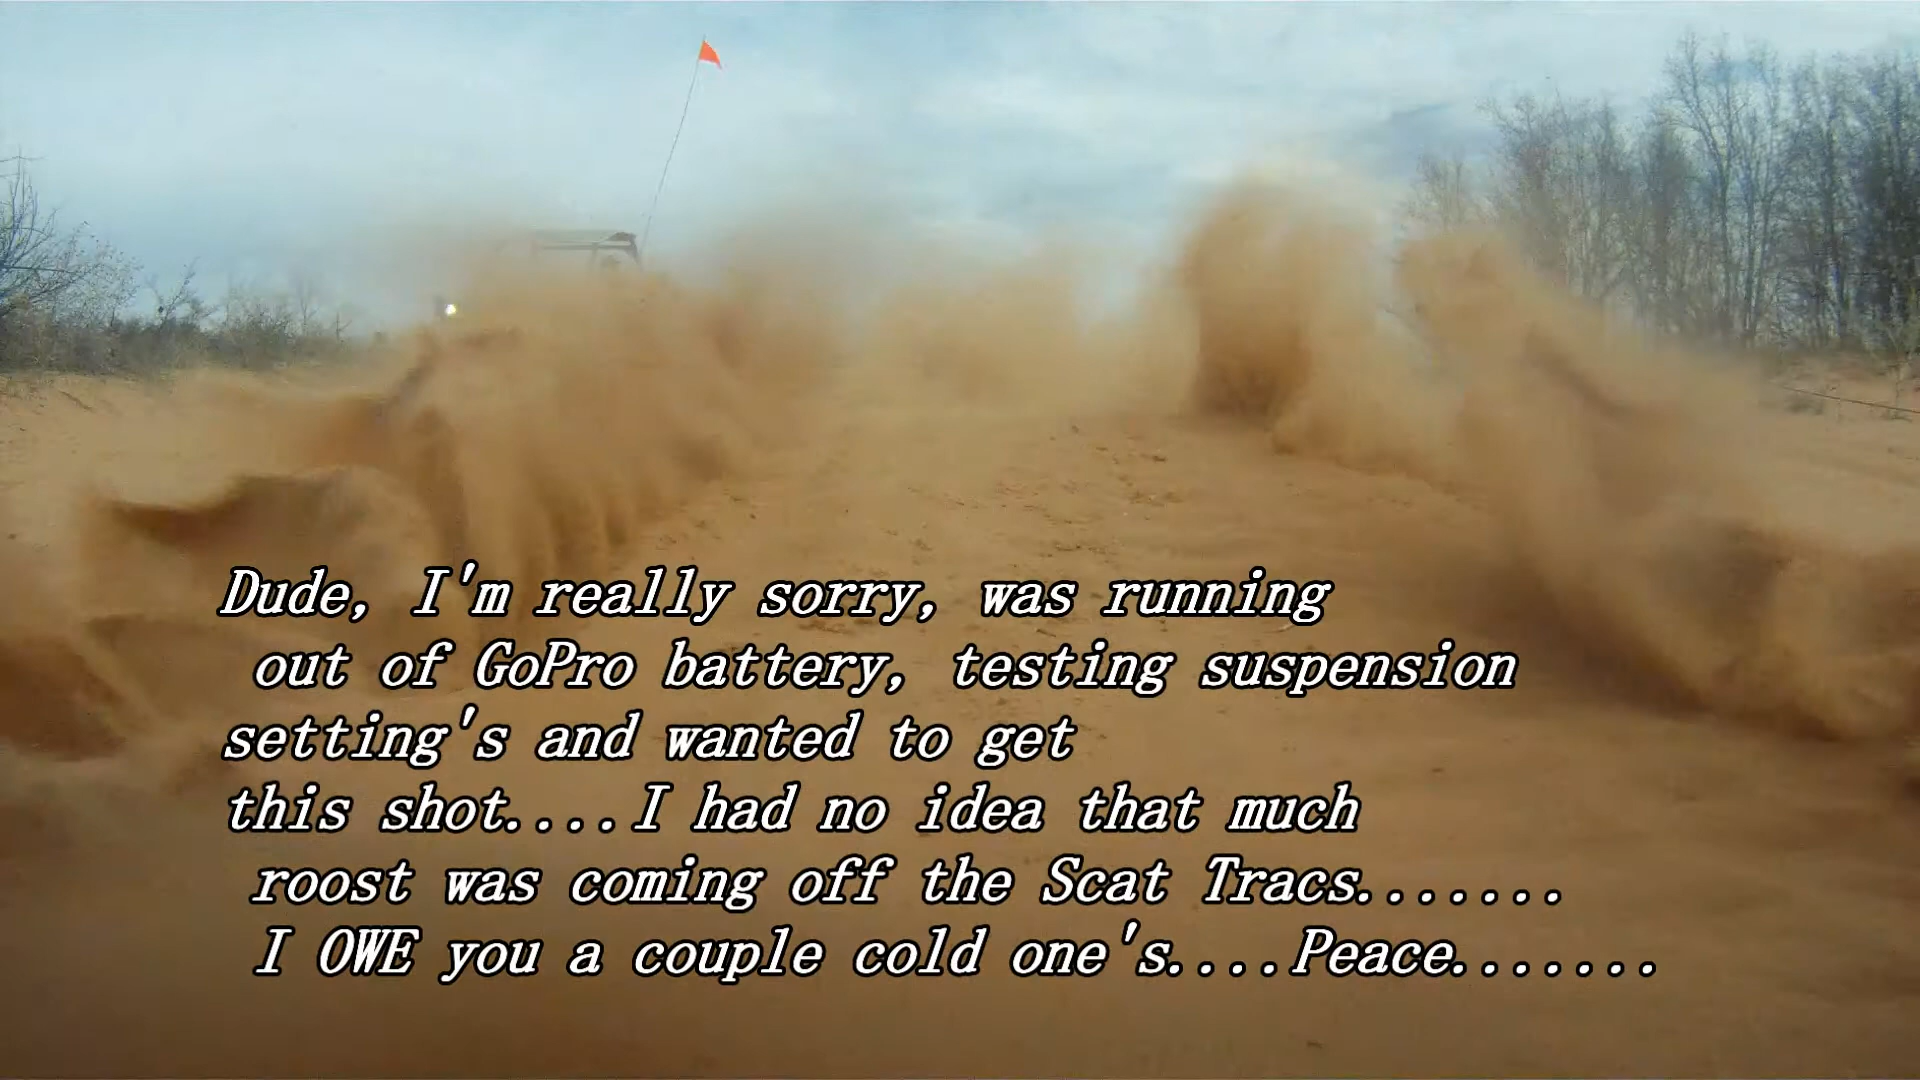 Dude, I'm really sorry, was running
out of GoPro battery, testing suspension
setting's and wanted to get
this shot....I had no idea that much
roost was coming off the Scat Tracs.......
I OWE you a couple cold one's....Peace.......